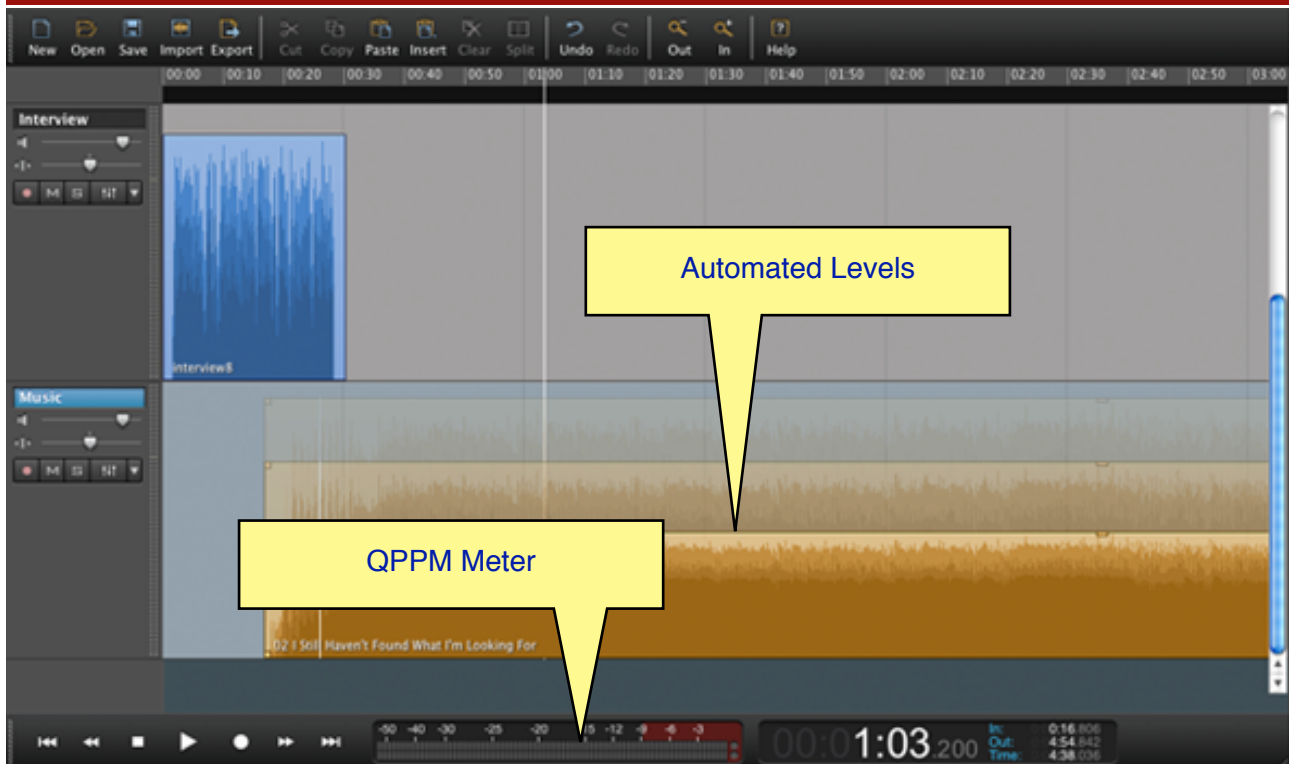 New Open Save Import Export Cut Copy Paste Insert Clear Split Undo Redo Out In Help
00:00 00:10 00:20 00:30 00:40 00:50 01:00 01:10 01:20 01:30 01:40 01:50 02:00 02:10 02:20 02:30 02:40 02:50 03:00
Interview
M S
Automated Levels
interview8
Music
M S
QPPM Meter
02 I Still Haven't Found What I'm Looking For
-50 -40 -30 -25 -20 -12 -9 -6 -3
00:01:03.200
In: 0:16.806
Out: 4:54.842
Time: 4:38.036